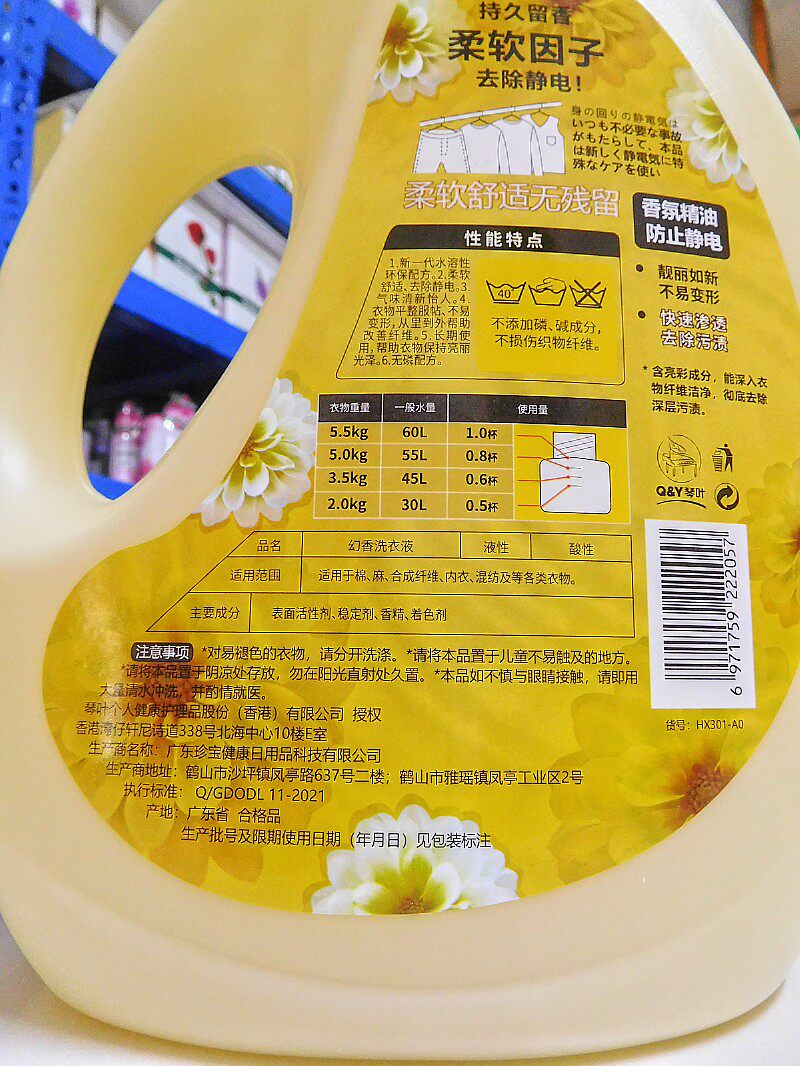 持久留香
柔软因子
去除静电!
身の回りの静電気は
いつも不必要な事故
がもたらして、本品
は新しく静電気に特
殊なケアを使い
柔软舒适无残留
香氛精油
防止静电
性能特点
1.新一代水溶性
环保配方。2.柔软
舒适、去除静电。3.
气味清新怡人。4.
衣物平整服帖、不易
变形,从里到外帮助
改善纤维。5.长期使
用,帮助衣物保持亮丽
光泽。6.无磷配方。
40
不添加磷、碱成分,
不损伤织物纤维。
• 靓丽如新
不易变形
• 快速渗透
去除污渍
*含亮彩成分,能深入衣
物纤维洁净,彻底去除
深层污渍。
衣物重量 一般水量 使用量
5.5kg 60L 1.0杯
5.0kg 55L 0.8杯
3.5kg 45L 0.6杯
2.0kg 30L 0.5杯
Q&Y琴叶
品名 幻香洗衣液 液性 酸性
适用范围 适用于棉、麻、合成纤维、内衣、混纺及等各类衣物。
主要成分 表面活性剂、稳定剂、香精、着色剂
注意事项 *对易褪色的衣物，请分开洗涤。*请将本品置于儿童不易触及的地方。
*请将本品置于阴凉处存放，勿在阳光直射处久置。*本品如不慎与眼睛接触，请即用
大量清水冲洗，并酌情就医。
琴叶个人健康护理品股份（香港）有限公司 授权
香港湾仔轩尼诗道338号北海中心10楼E室
生产商名称：广东珍宝健康日用品科技有限公司
生产商地址：鹤山市沙坪镇凤亭路637号二楼；鹤山市雅瑶镇凤亭工业区2号
执行标准：Q/GDODL 11-2021
产地：广东省 合格品
生产批号及限期使用日期（年月日）见包装标注
6 971759 222057
货号：HX301-A0